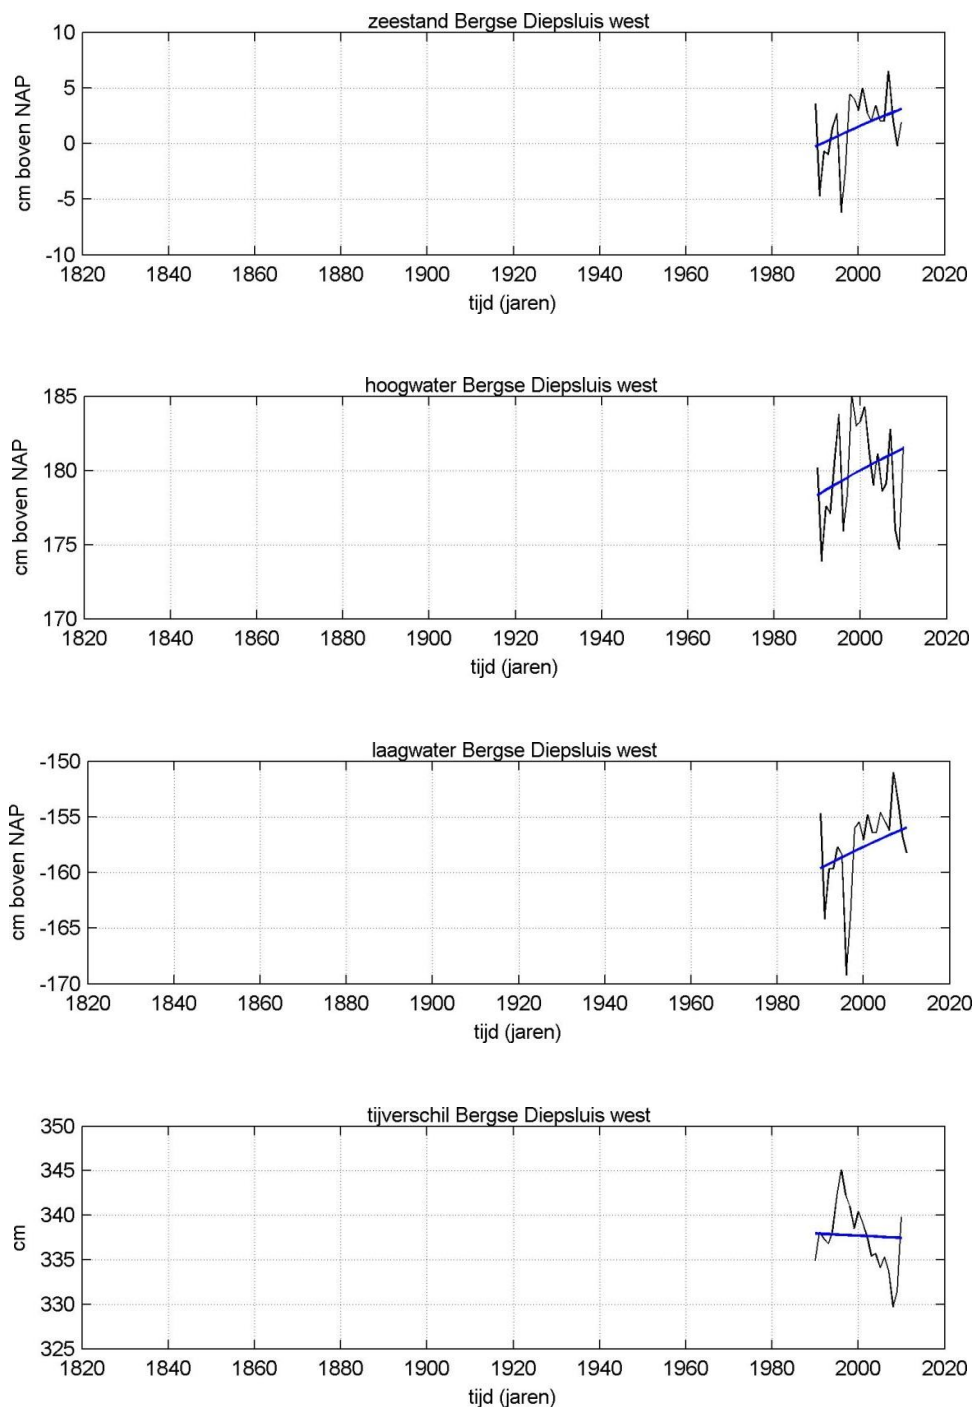 zeestand Bergse Diepsluis west
10
5
0
-5
-10
cm boven NAP
1820 1840 1860 1880 1900 1920 1940 1960 1980 2000 2020
tijd (jaren)
hoogwater Bergse Diepsluis west
185
180
175
170
cm boven NAP
1820 1840 1860 1880 1900 1920 1940 1960 1980 2000 2020
tijd (jaren)
laagwater Bergse Diepsluis west
-150
-155
-160
-165
-170
cm boven NAP
1820 1840 1860 1880 1900 1920 1940 1960 1980 2000 2020
tijd (jaren)
tijverschil Bergse Diepsluis west
350
345
340
335
330
325
cm
1820 1840 1860 1880 1900 1920 1940 1960 1980 2000 2020
tijd (jaren)